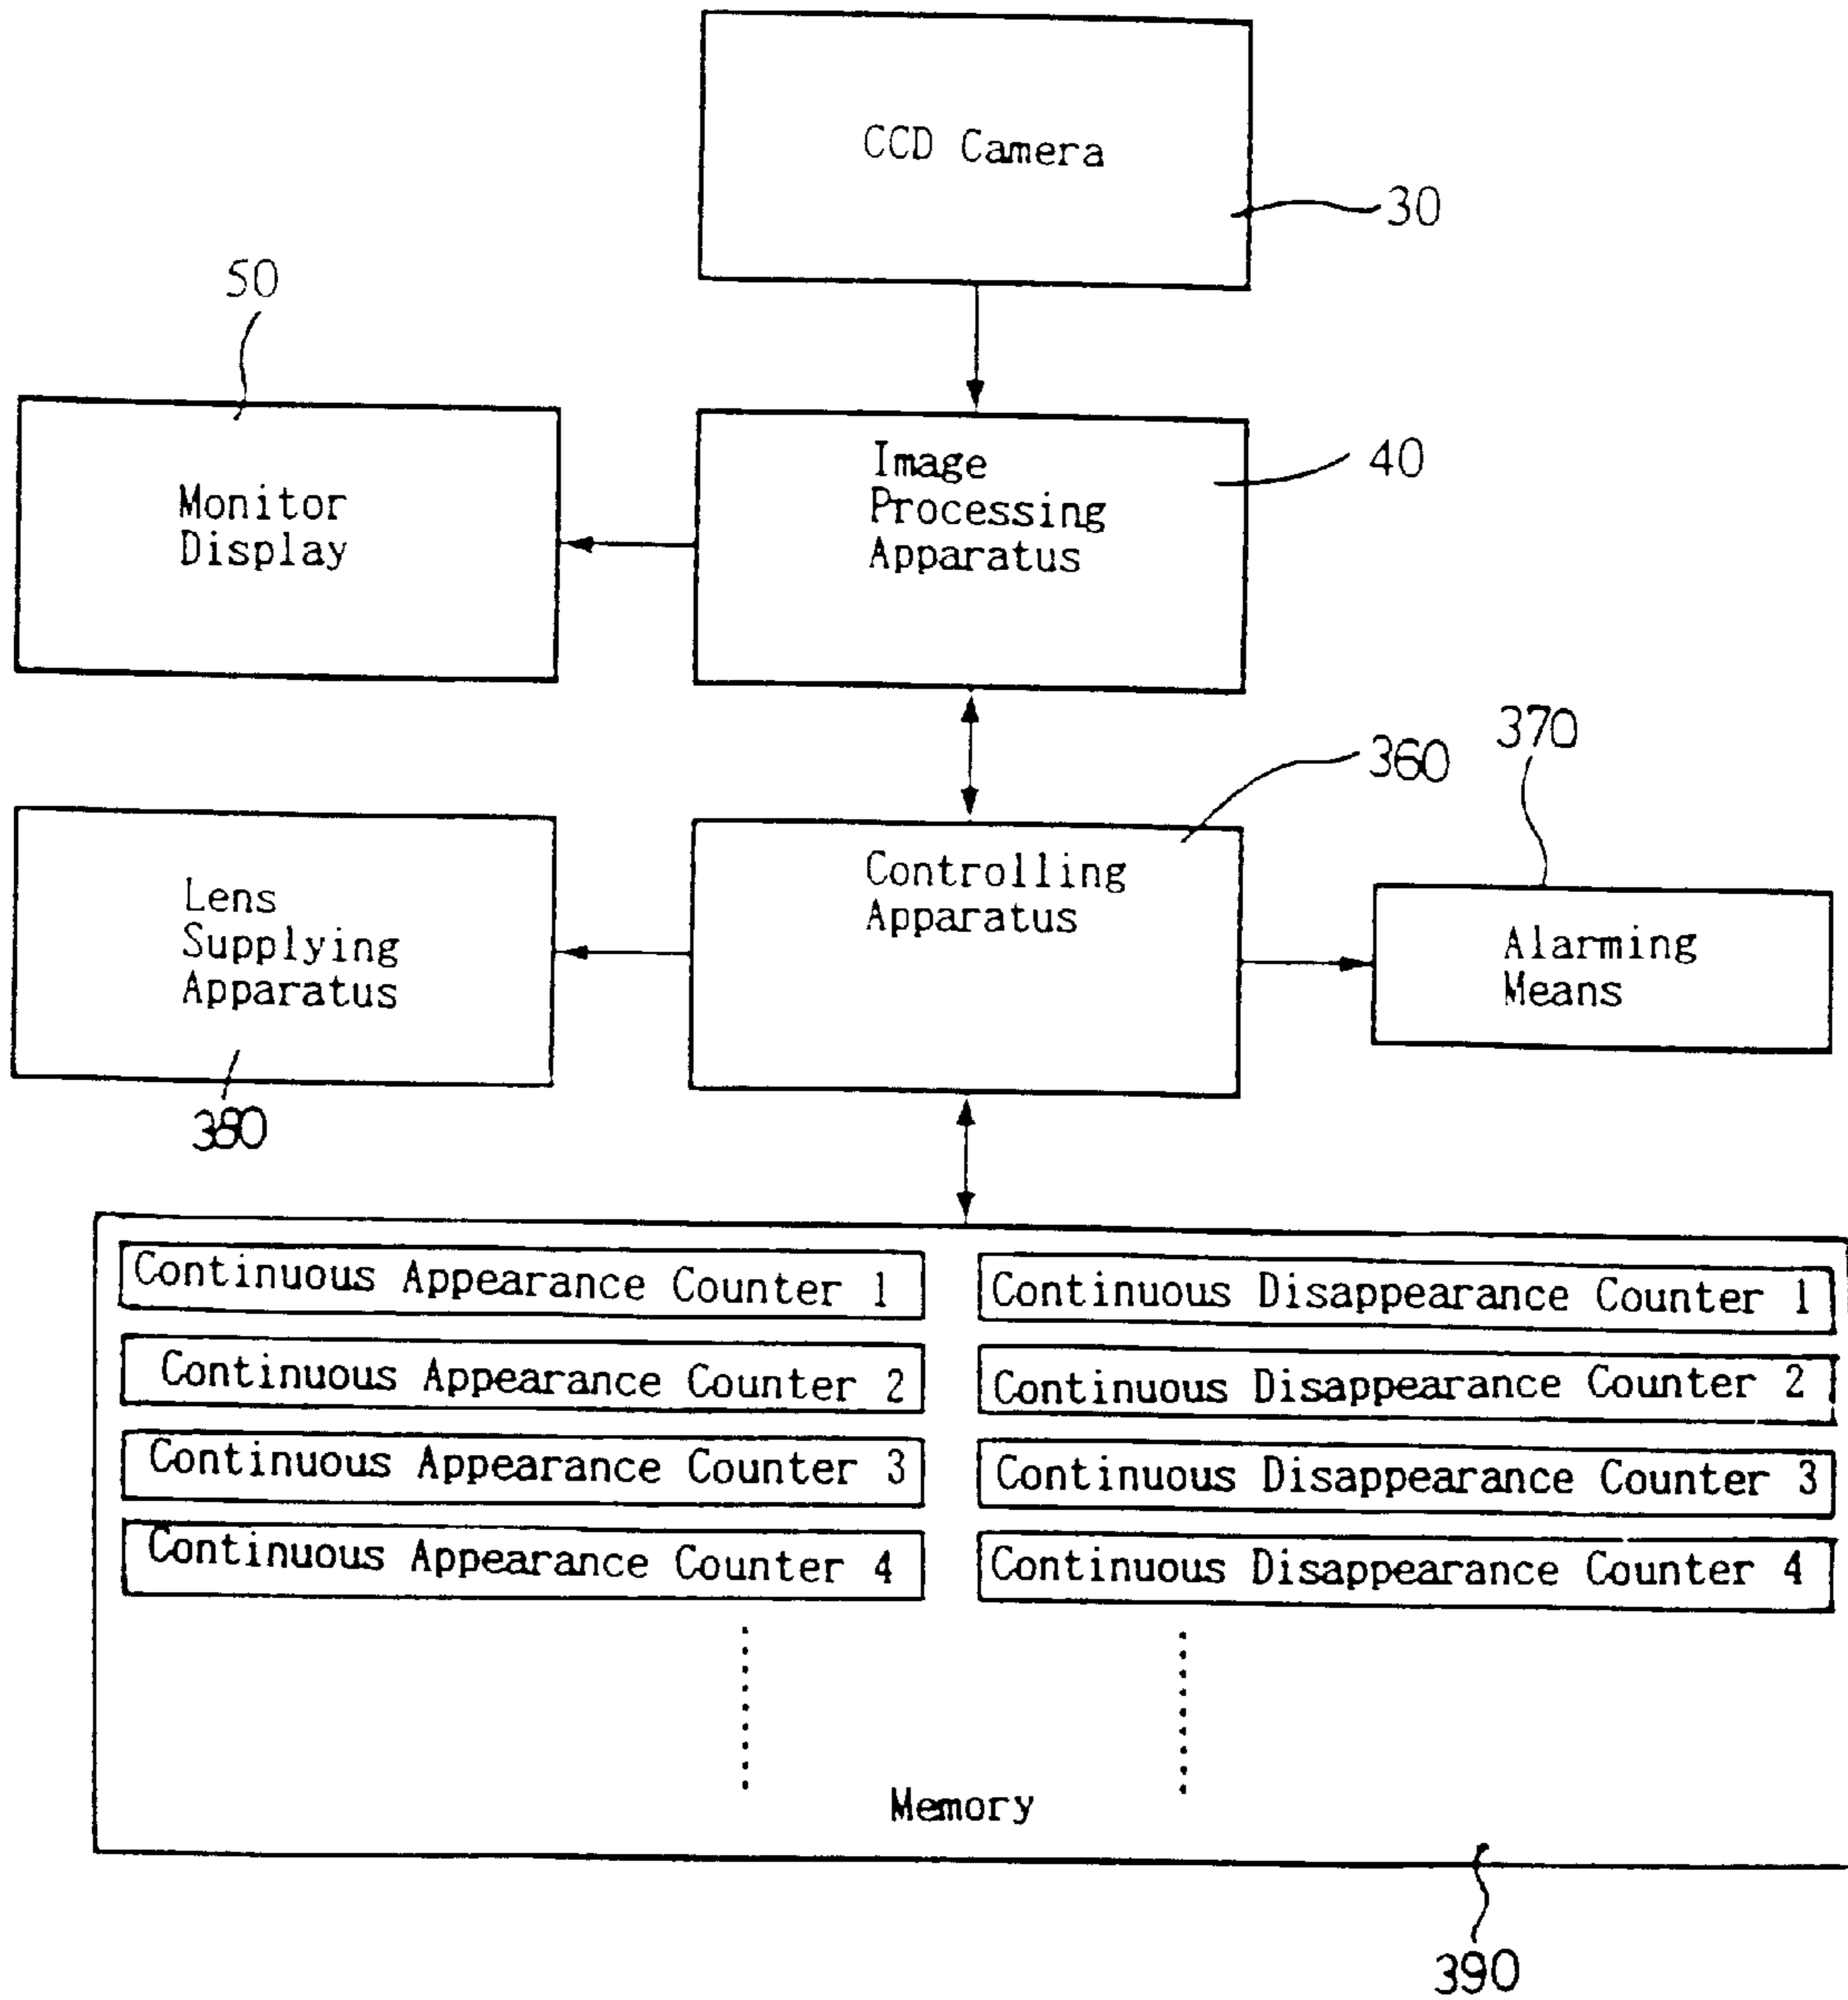 CCD Camera
30
50
Monitor
Display
Image
Processing
Apparatus
40
360
370
Lens
Supplying
Apparatus
380
Controlling
Apparatus
Alarming
Means
Continuous Appearance Counter 1
Continuous Disappearance Counter 1
Continuous Appearance Counter 2
Continuous Disappearance Counter 2
Continuous Appearance Counter 3
Continuous Disappearance Counter 3
Continuous Appearance Counter 4
Continuous Disappearance Counter 4
Memory
390